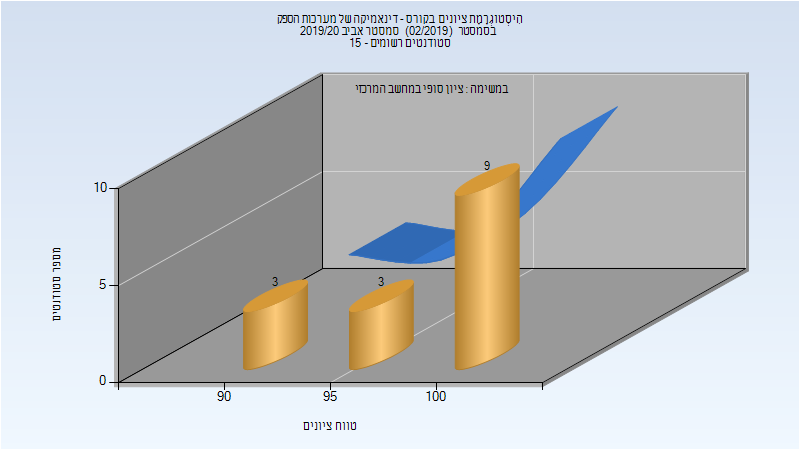 היסטוגרמת ציונים בקורס - דינאמיקה של מערכות הספק
בסמסטר (02/2019) סמסטר אביב 2019/20
סטודנטים רשומים - 15
במשימה : ציון סופי במחשב המרכזי
9
10
3
3
5
0
90
95
100
מספר סטודנטים
טווח ציונים